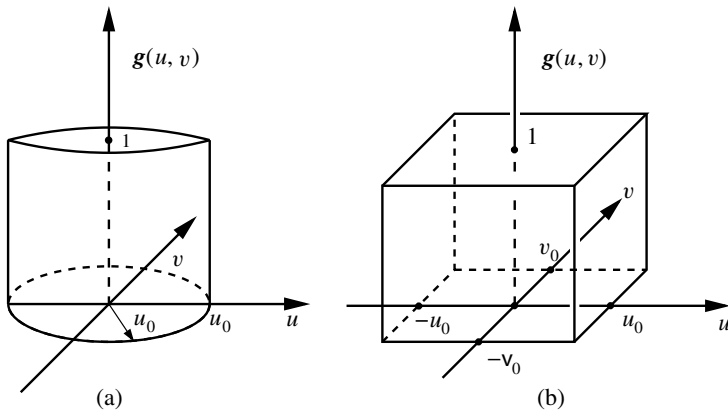 g(u, v)
1
v
u₀
u₀
u
(a)
g(u, v)
1
v
v₀
−u₀
u₀
u
−v₀
(b)